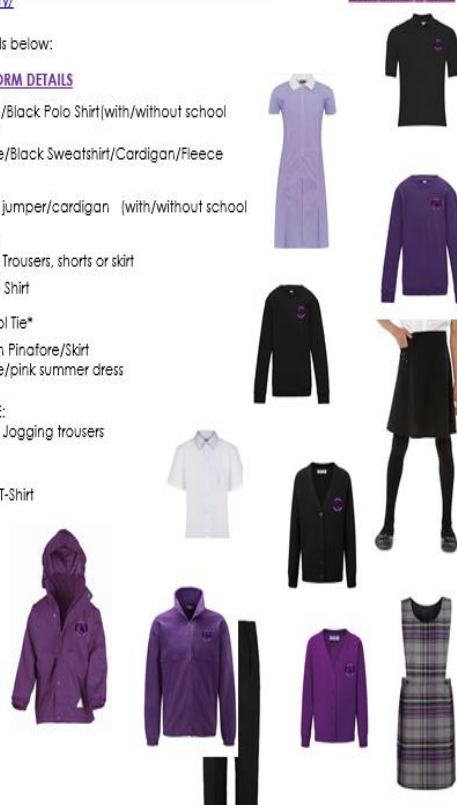 ls below:
ORM DETAILS
/Black Polo Shirt(with/without school
e/Black Sweatshirt/Cardigan/Fleece
jumper/cardigan (with/without school
Trousers, shorts or skirt
Shirt
ol Tie*
n Pinafore/Skirt
e/pink summer dress
E:
Jogging trousers
T-Shirt